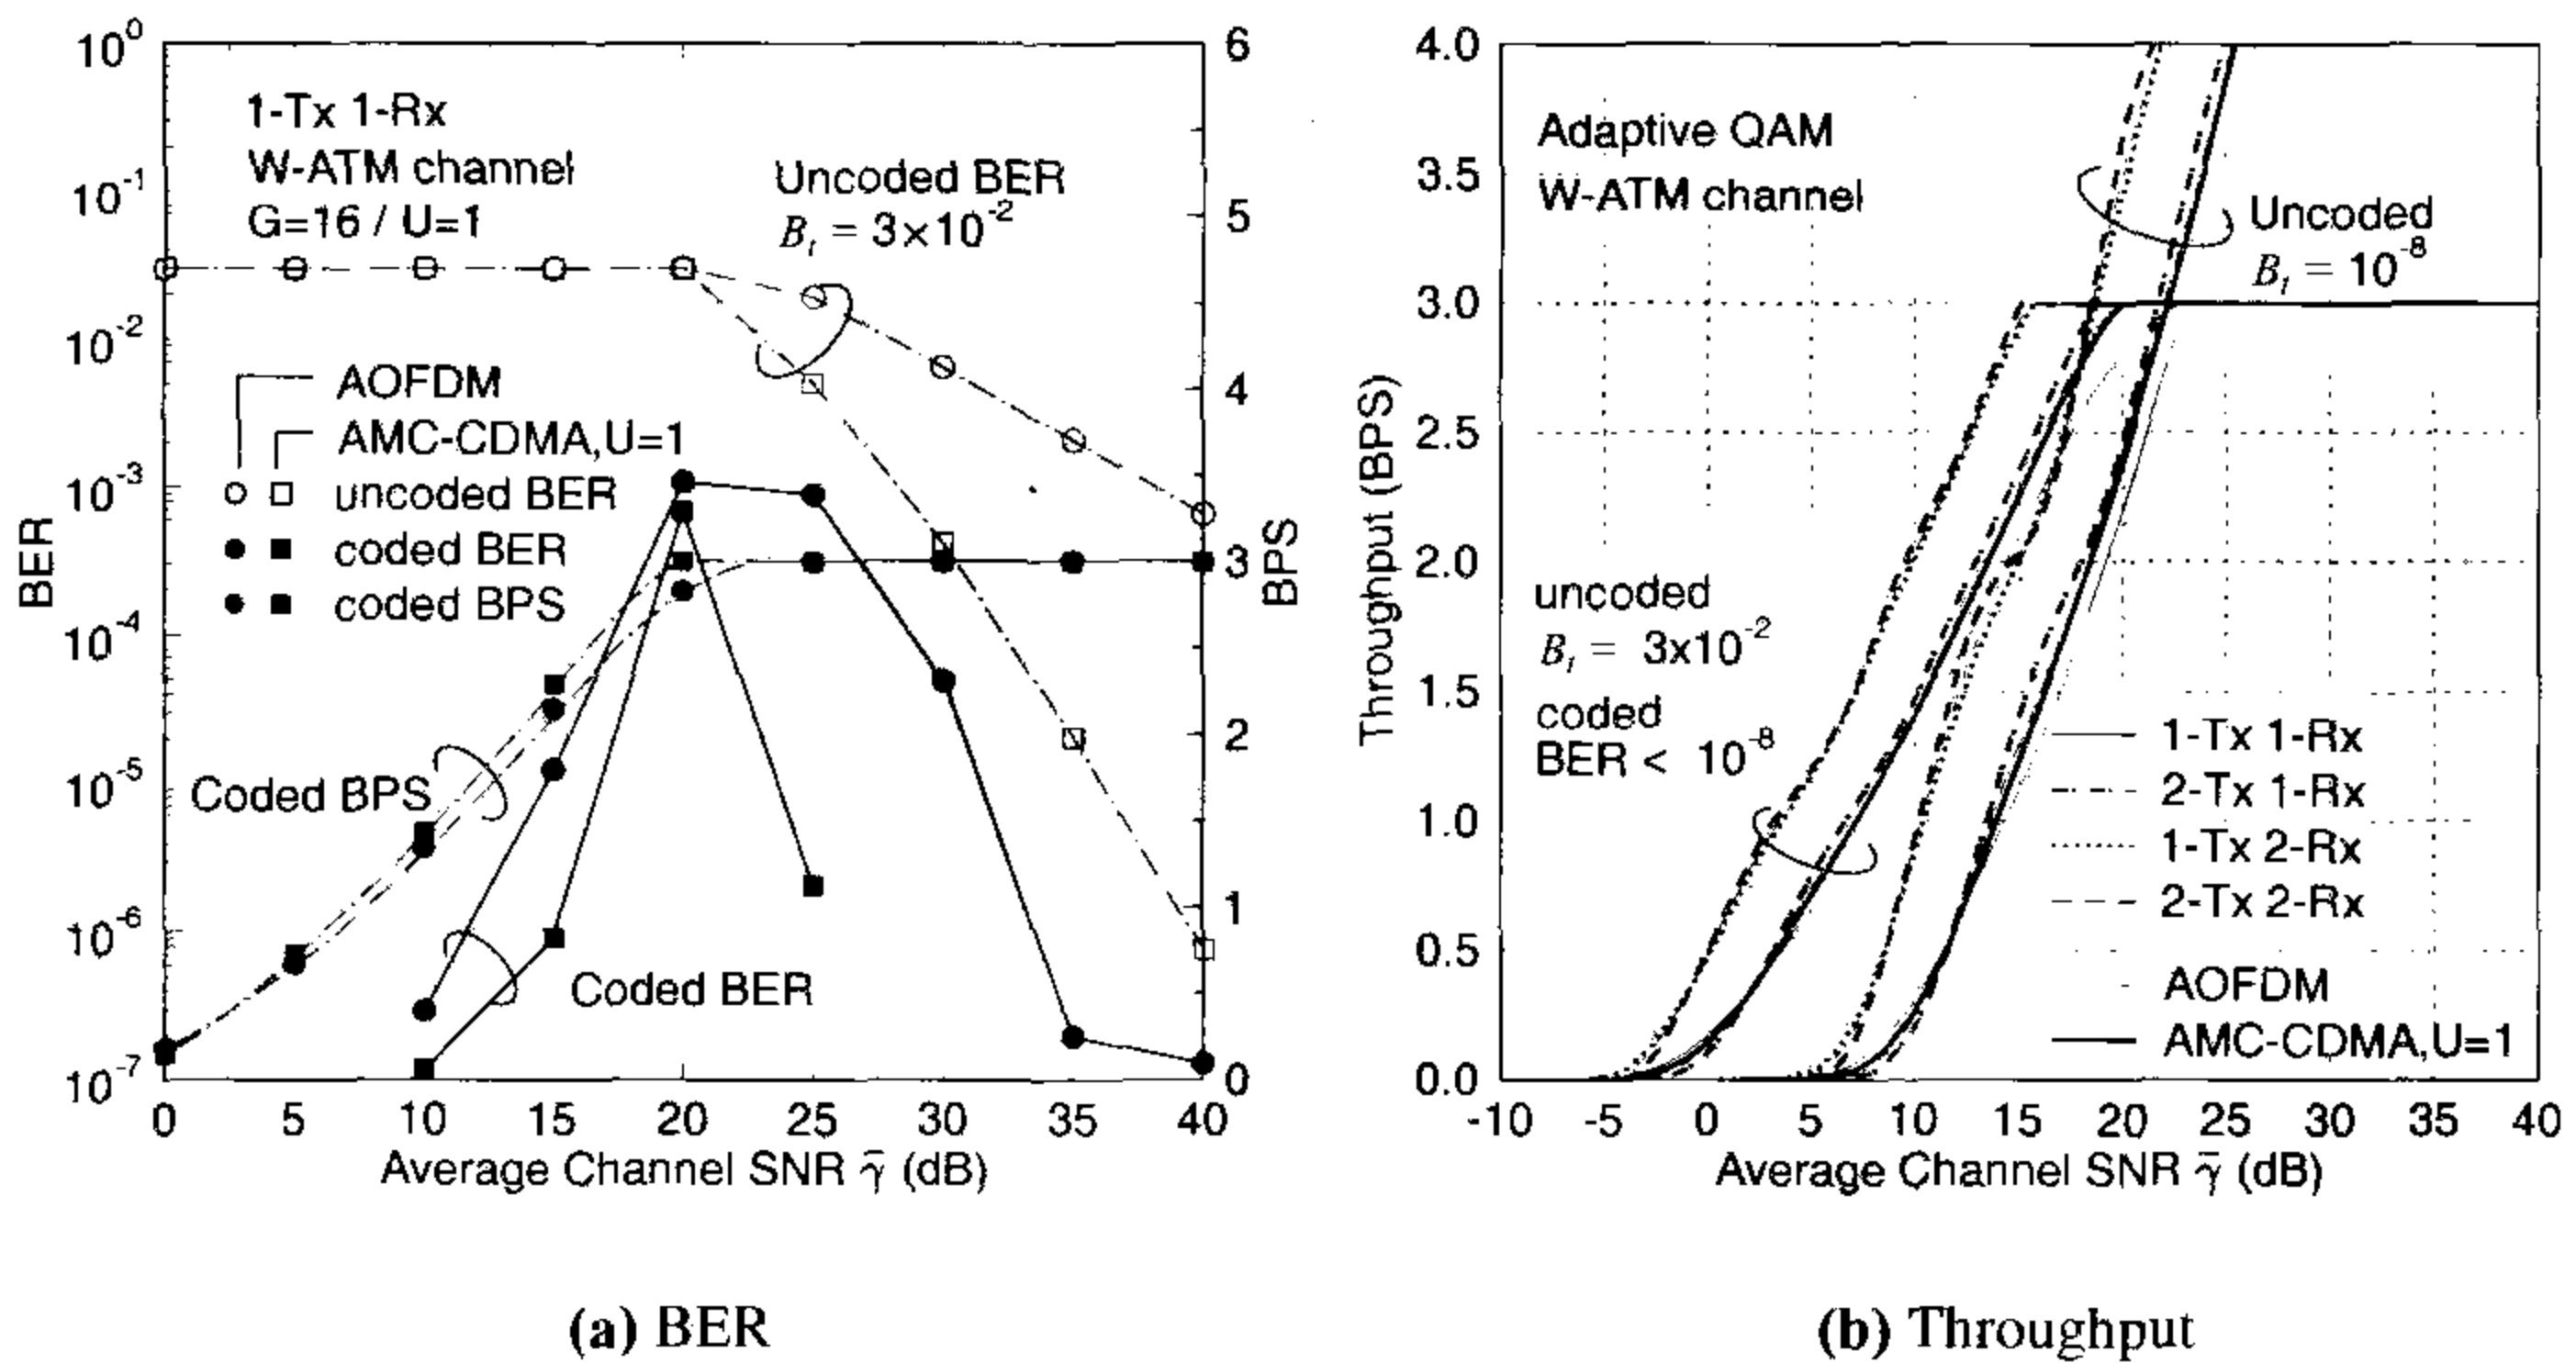 10^0
10^-1
10^-2
10^-3
10^-4
10^-5
10^-6
10^-7
BER
1-Tx 1-Rx
W-ATM channel
G=16 / U=1
Uncoded BER
B_t = 3×10^-2
AOFDM
AMC-CDMA,U=1
uncoded BER
coded BER
coded BPS
Coded BPS
Coded BER
6
5
4
3
2
1
0
BPS
0 5 10 15 20 25 30 35 40
Average Channel SNR γ̄ (dB)
(a) BER
4.0
3.5
3.0
2.5
2.0
1.5
1.0
0.5
0.0
Throughput (BPS)
Adaptive QAM
W-ATM channel
Uncoded
B_t = 10^-8
uncoded
B_t = 3x10^-2
coded
BER < 10^-8
1-Tx 1-Rx
2-Tx 1-Rx
1-Tx 2-Rx
2-Tx 2-Rx
AOFDM
AMC-CDMA,U=1
-10 -5 0 5 10 15 20 25 30 35 40
Average Channel SNR γ̄ (dB)
(b) Throughput